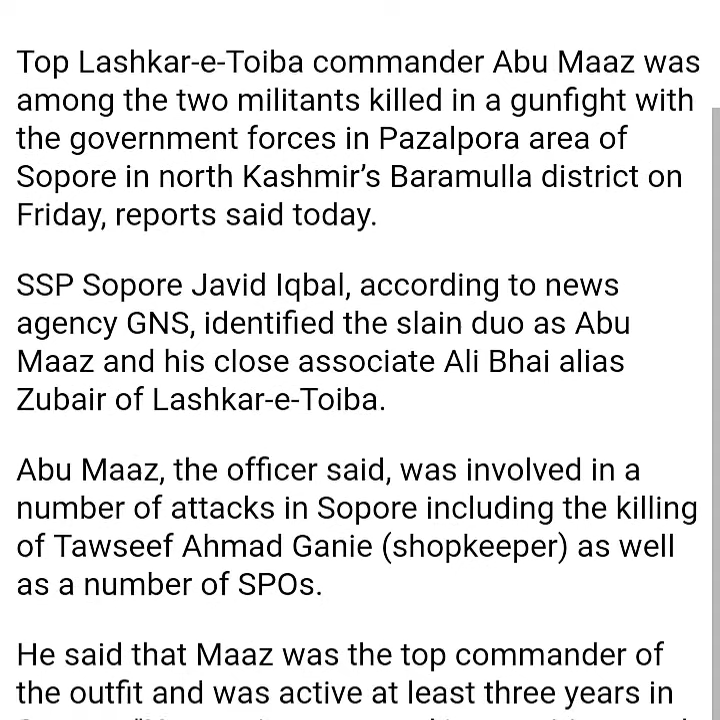 Top Lashkar-e-Toiba commander Abu Maaz was
among the two militants killed in a gunfight with
the government forces in Pazalpora area of
Sopore in north Kashmir’s Baramulla district on
Friday, reports said today.
SSP Sopore Javid Iqbal, according to news
agency GNS, identified the slain duo as Abu
Maaz and his close associate Ali Bhai alias
Zubair of Lashkar-e-Toiba.
Abu Maaz, the officer said, was involved in a
number of attacks in Sopore including the killing
of Tawseef Ahmad Ganie (shopkeeper) as well
as a number of SPOs.
He said that Maaz was the top commander of
the outfit and was active at least three years in